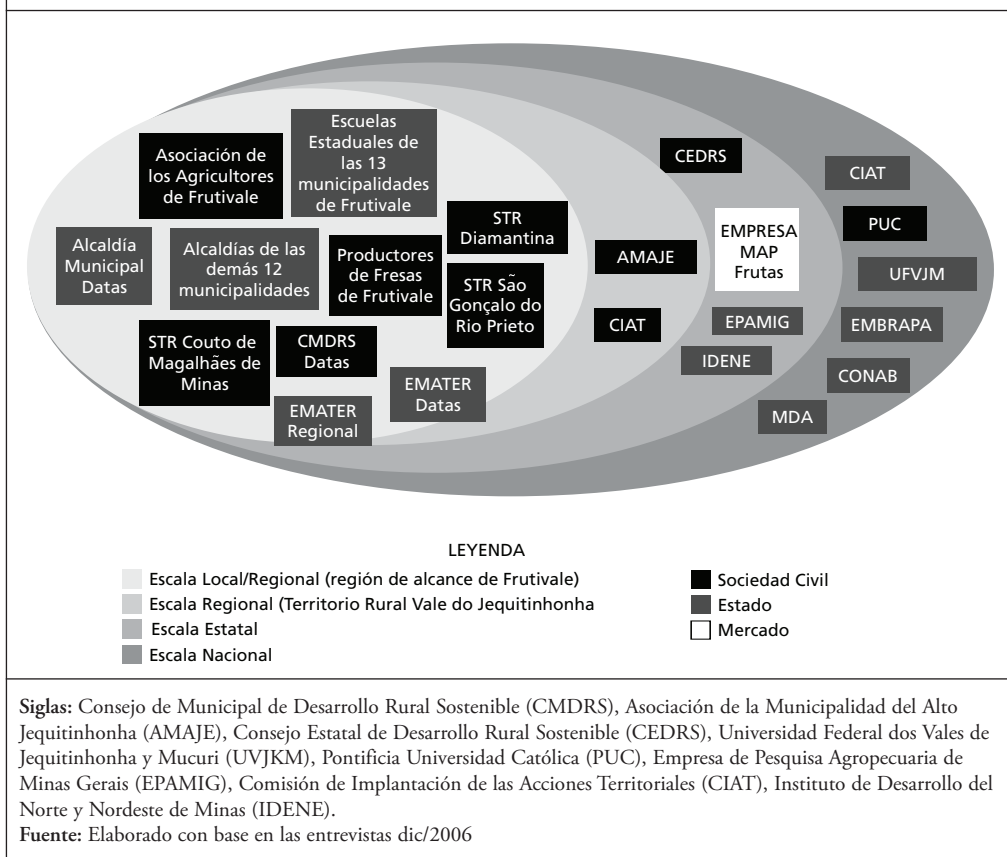 Asociación de
los Agricultores
de Frutivale
Escuelas
Estaduales de
las 13
municipalidades
de Frutivale
CEDRS
CIAT
STR
Diamantina
PUC
Alcaldía
Municipal
Datas
Alcaldías de las
demás 12
municipalidades
Productores
de Fresas
de Frutivale
AMAJE
EMPRESA
MAP
Frutas
STR São
Gonçalo do
Rio Prieto
UFVJM
CIAT
EPAMIG
EMBRAPA
STR Couto de
Magalhães de
Minas
CMDRS
Datas
IDENE
CONAB
EMATER
Datas
EMATER
Regional
MDA
LEYENDA
Escala Local/Regional (región de alcance de Frutivale)
Escala Regional (Territorio Rural Vale do Jequitinhonha
Escala Estatal
Escala Nacional
Sociedad Civil
Estado
Mercado
Siglas: Consejo de Municipal de Desarrollo Rural Sostenible (CMDRS), Asociación de la Municipalidad del Alto
Jequitinhonha (AMAJE), Consejo Estatal de Desarrollo Rural Sostenible (CEDRS), Universidad Federal dos Vales de
Jequitinhonha y Mucuri (UVJKM), Pontificia Universidad Católica (PUC), Empresa de Pesquisa Agropecuaria de
Minas Gerais (EPAMIG), Comisión de Implantación de las Acciones Territoriales (CIAT), Instituto de Desarrollo del
Norte y Nordeste de Minas (IDENE).
Fuente: Elaborado con base en las entrevistas dic/2006